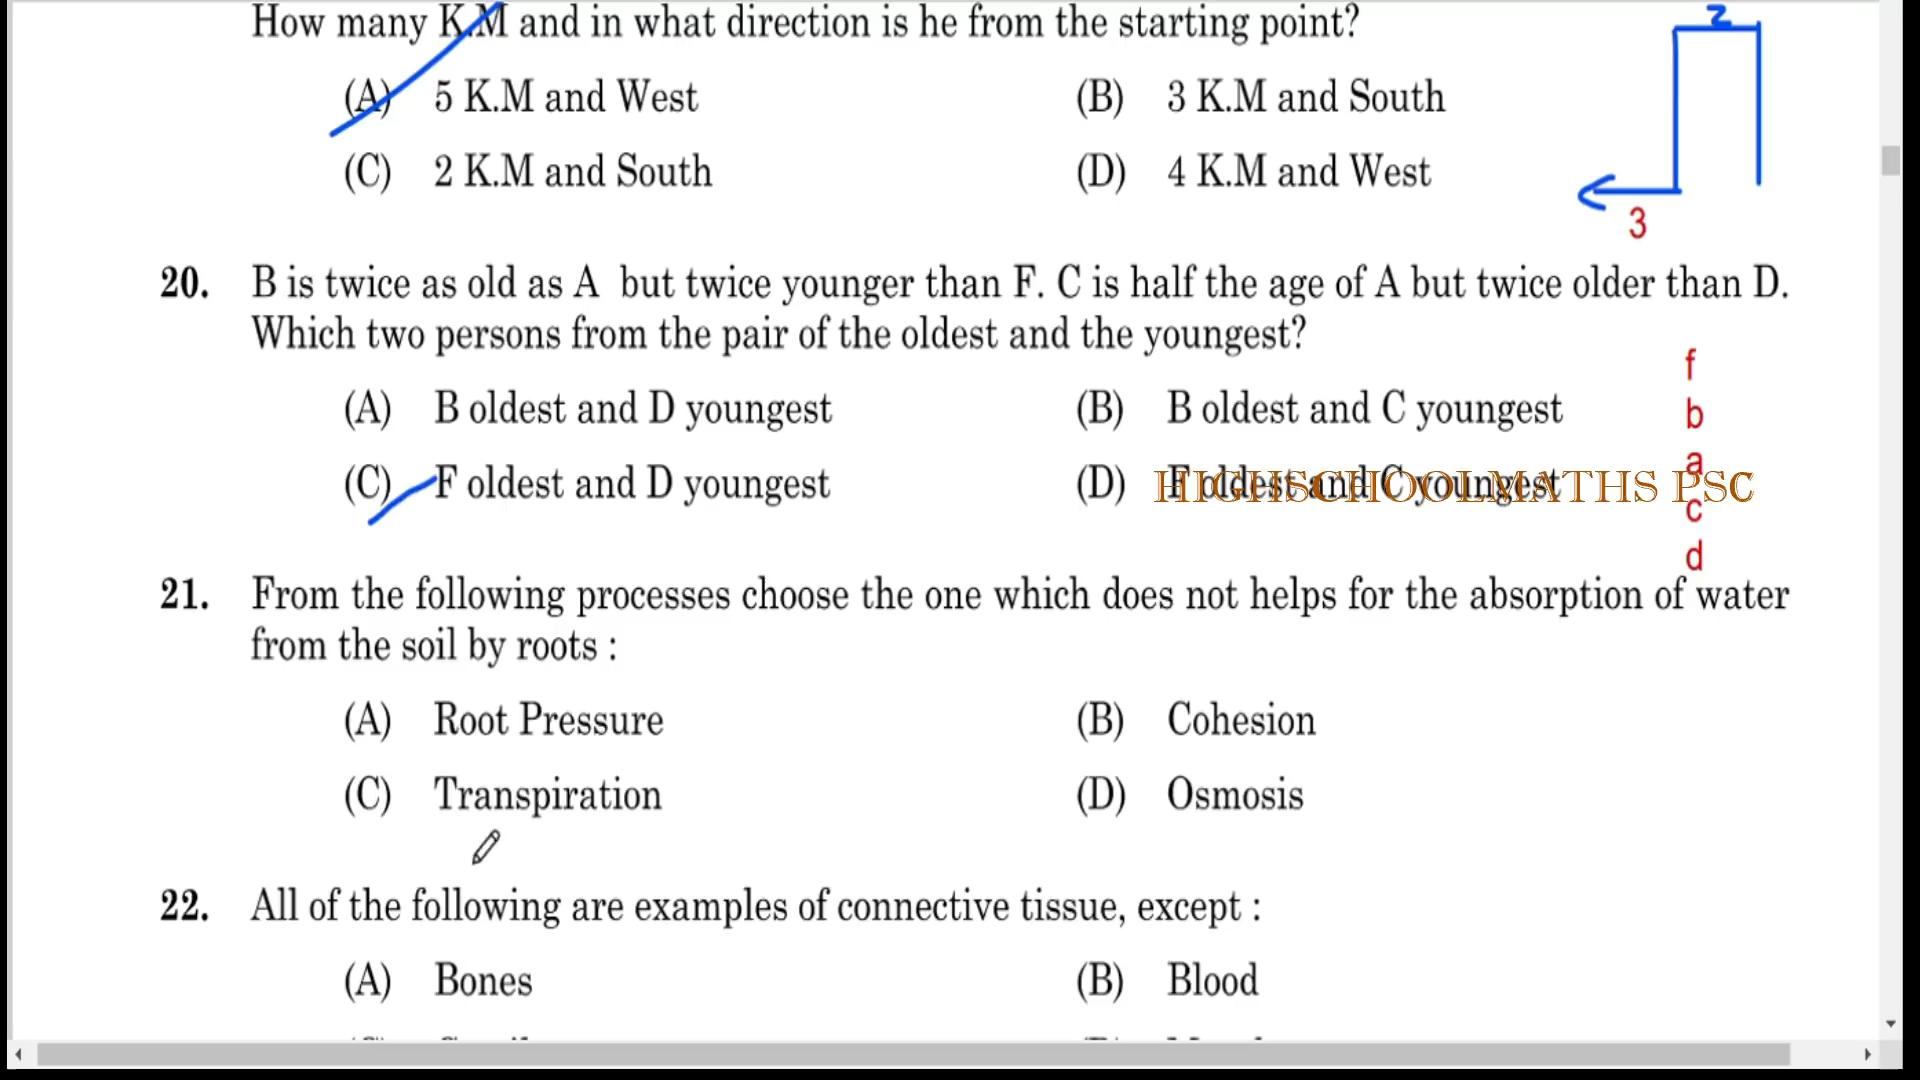 How many K.M and in what direction is he from the starting point?
2
(A) 5 K.M and West (B) 3 K.M and South
(C) 2 K.M and South (D) 4 K.M and West
3
20. B is twice as old as A but twice younger than F. C is half the age of A but twice older than D.
Which two persons from the pair of the oldest and the youngest?
f
(A) B oldest and D youngest (B) B oldest and C youngest
b
a
(C) F oldest and D youngest (D) F oldest and C youngest
HIGHSCHOOLMATHS PSC
c
d
21. From the following processes choose the one which does not helps for the absorption of water
from the soil by roots :
(A) Root Pressure (B) Cohesion
(C) Transpiration (D) Osmosis
22. All of the following are examples of connective tissue, except :
(A) Bones (B) Blood